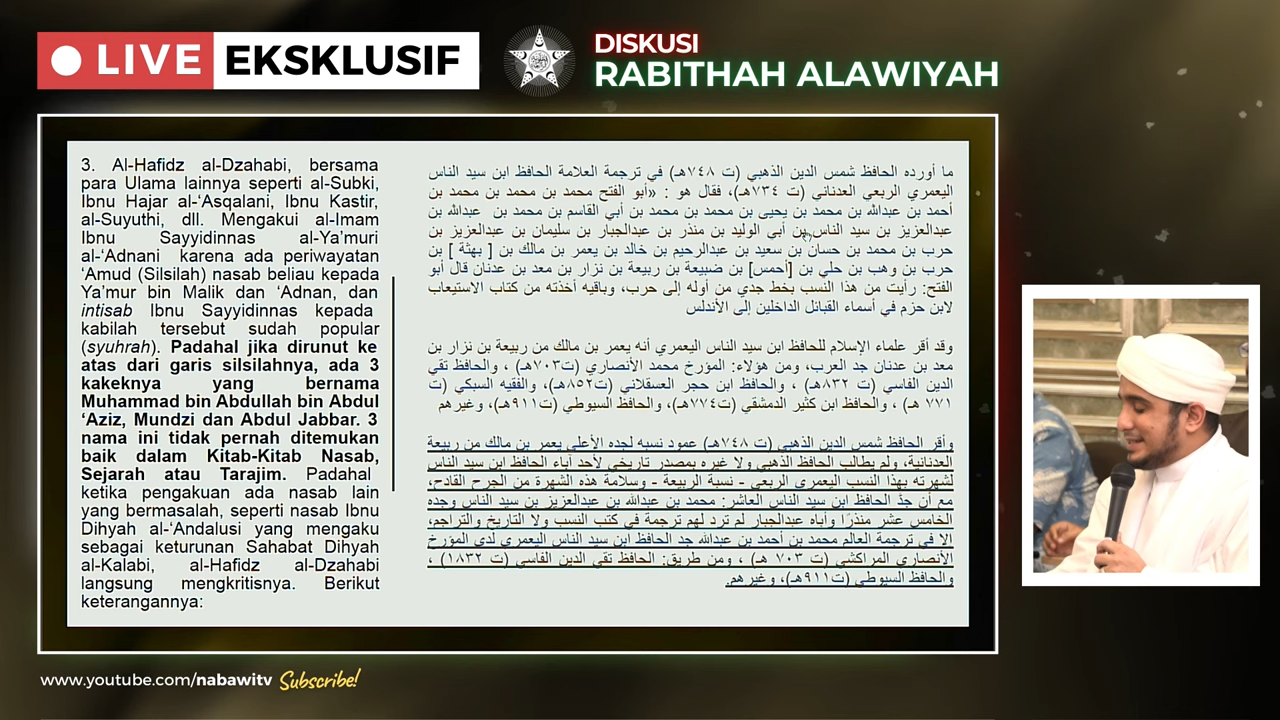 LIVE EKSKLUSIF
DISKUSI
RABITHAH ALAWIYAH
3. Al-Hafidz al-Dzahabi, bersama
para Ulama lainnya seperti al-Subki,
Ibnu Hajar al-‘Asqalani, Ibnu Kastir,
al-Suyuthi, dll. Mengakui al-Imam
Ibnu Sayyidinnas al-Ya’muri
al-‘Adnani karena ada periwayatan
‘Amud (Silsilah) nasab beliau kepada
Ya’mur bin Malik dan ‘Adnan, dan
intisab Ibnu Sayyidinnas kepada
kabilah tersebut sudah popular
(syuhrah). Padahal jika dirunut ke
atas dari garis silsilahnya, ada 3
kakeknya yang bernama
Muhammad bin Abdullah bin Abdul
‘Aziz, Mundzi dan Abdul Jabbar. 3
nama ini tidak pernah ditemukan
baik dalam Kitab-Kitab Nasab,
Sejarah atau Tarajim. Padahal
ketika pengakuan ada nasab lain
yang bermasalah, seperti nasab Ibnu
Dihyah al-‘Andalusi yang mengaku
sebagai keturunan Sahabat Dihyah
al-Kalabi, al-Hafidz al-Dzahabi
langsung mengkritisnya. Berikut
keterangannya:
ما أورده الحافظ شمس الدين الذهبي (ت ٧٤٨هـ) في ترجمة العلامة الحافظ ابن سيد الناس
اليعمري الربعي العدناني (ت ٧٣٤هـ)، فقال هو : «أبو الفتح محمد بن محمد بن محمد بن
أحمد بن عبدالله بن محمد بن يحيى بن محمد بن محمد بن أبي القاسم بن محمد بن عبدالله بن
عبدالعزيز بن سيد الناس بن أبي الوليد بن منذر بن عبدالجبار بن سليمان بن عبدالعزيز بن
حرب بن محمد بن حسان بن سعيد بن عبدالرحيم بن خالد بن يعمر بن مالك بن [ بهثة ] بن
حرب بن وهب بن حلي بن [أحمس] بن ضبيعة بن ربيعة بن نزار بن معد بن عدنان قال أبو
الفتح: رأيت من هذا النسب بخط جدي من أوله إلى حرب، وباقيه أخذته من كتاب الاستيعاب
لابن حزم في أسماء القبائل الداخلين إلى الأندلس
وقد أقر علماء الإسلام للحافظ ابن سيد الناس اليعمري أنه يعمر بن مالك من ربيعة بن نزار بن
معد بن عدنان جد العرب، ومن هؤلاء: المؤرخ محمد الأنصاري (ت٧٠٣هـ) ، والحافظ تقي
الدين الفاسي (ت ٨٣٢هـ) ، والحافظ ابن حجر العسقلاني (ت٨٥٢هـ)، والفقيه السبكي (ت
٧٧١ هـ) ، والحافظ ابن كثير الدمشقي (ت٧٧٤هـ)، والحافظ السيوطي (ت٩١١هـ)، وغيرهم
وأقر الحافظ شمس الدين الذهبي (ت ٧٤٨هـ) عمود نسبه لجده الأعلى يعمر بن مالك من ربيعة
العدنانية، ولم يطالب الحافظ الذهبي ولا غيره بمصدر تاريخي لأحد آباء الحافظ ابن سيد الناس
لشهرته بهذا النسب اليعمري الربعي - نسبة الربيعة - وسلامة هذه الشهرة من الجرح القادح،
مع أن جدّ الحافظ ابن سيد الناس العاشر: محمد بن عبدالله بن عبدالعزيز بن سيد الناس وجده
الخامس عشر منذرًا وأباه عبدالجبار لم ترد لهم ترجمة في كتب النسب ولا التاريخ والتراجم،
إلا في ترجمة العالم محمد بن أحمد بن عبدالله جد الحافظ ابن سيد الناس اليعمري لدى المؤرخ
الأنصاري المراكشي (ت ٧٠٣ هـ) ، ومن طريق: الحافظ تقي الدين الفاسي (ت ١٨٣٢) ،
والحافظ السيوطي (ت٩١١هـ)، وغيرهم.
www.youtube.com/nabawitv Subscribe!